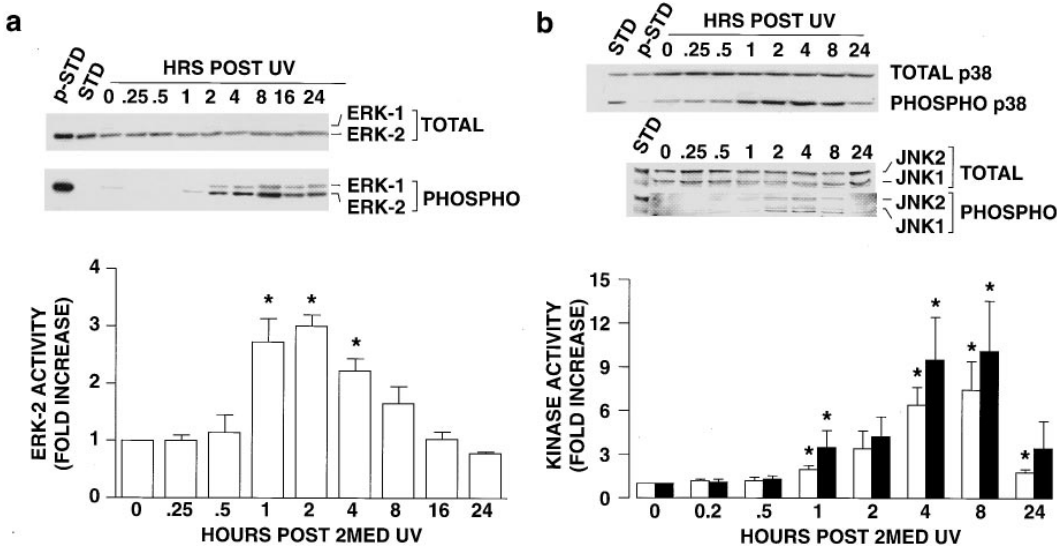 a
HRS POST UV
p-STD STD 0 .25 .5 1 2 4 8 16 24
ERK-1
ERK-2
TOTAL
ERK-1
ERK-2
PHOSPHO
ERK-2 ACTIVITY
(FOLD INCREASE)
4
3
2
1
0
* * *
0 .25 .5 1 2 4 8 16 24
HOURS POST 2MED UV
b
HRS POST UV
STD p-STD 0 .25 .5 1 2 4 8 24
TOTAL p38
PHOSPHO p38
STD 0 .25 .5 1 2 4 8 24
JNK2
JNK1
TOTAL
JNK2
JNK1
PHOSPHO
KINASE ACTIVITY
(FOLD INCREASE)
15
12
9
6
3
0
* * * * * *
0 0.2 .5 1 2 4 8 24
HOURS POST 2MED UV